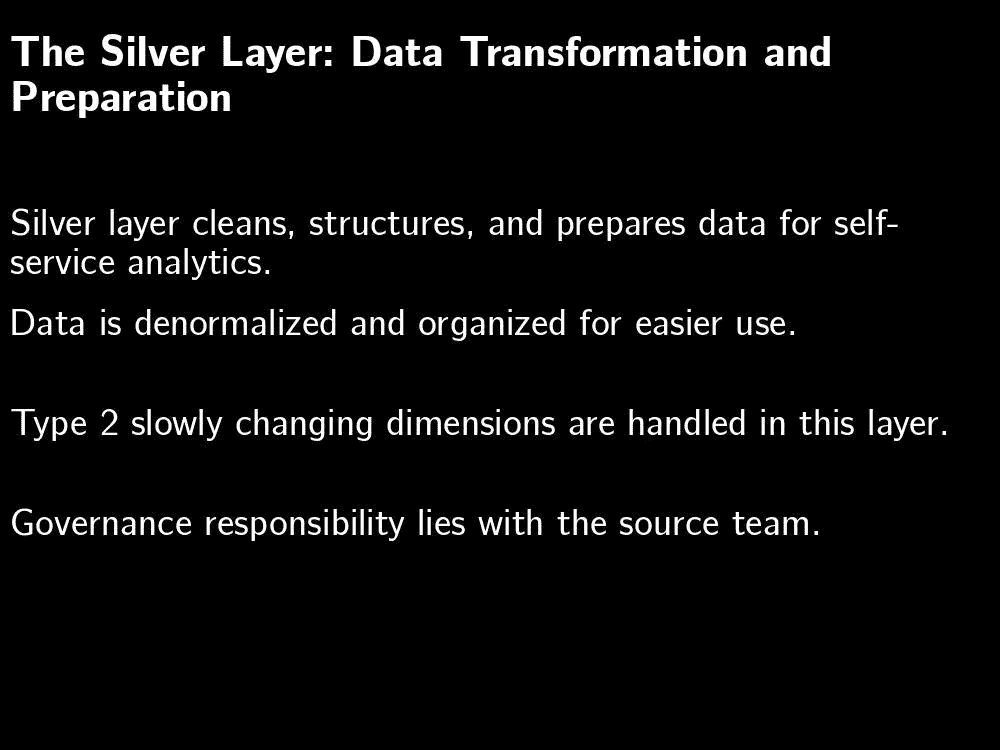 The Silver Layer: Data Transformation and
Preparation
Silver layer cleans, structures, and prepares data for self-
service analytics.
Data is denormalized and organized for easier use.
Type 2 slowly changing dimensions are handled in this layer.
Governance responsibility lies with the source team.